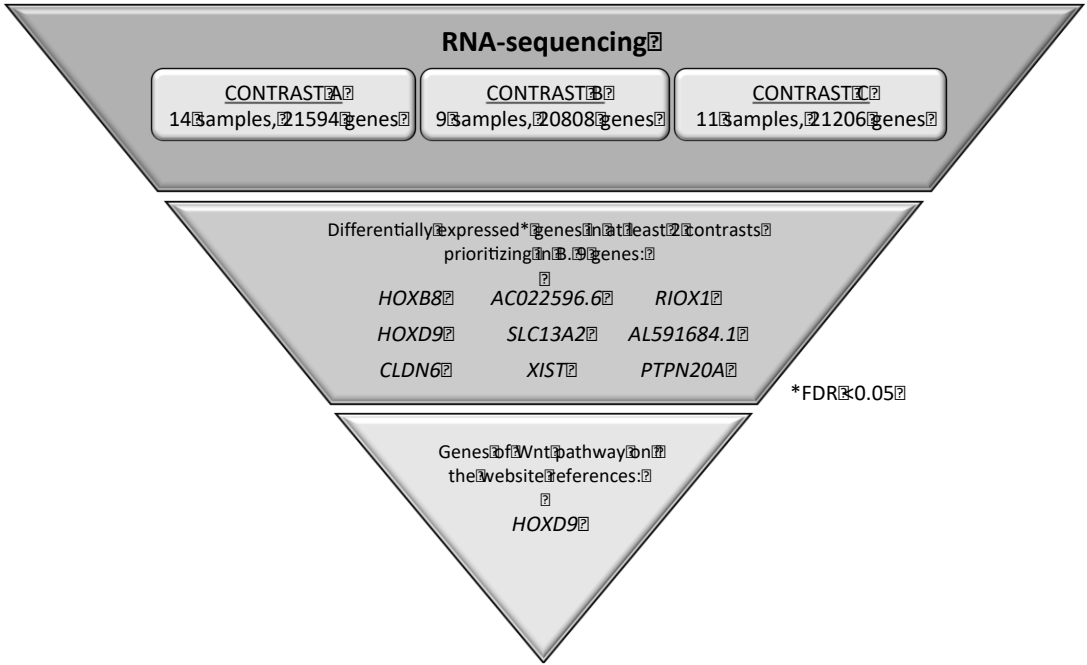 RNA-sequencing
CONTRAST A
14 samples, 21594 genes
CONTRAST B
9 samples, 20808 genes
CONTRAST C
11 samples, 21206 genes
Differentially expressed* genes in at least 2 contrasts
prioritizing in B. 9 genes:
HOXB8 AC022596.6 RIOX1
HOXD9 SLC13A2 AL591684.1
CLDN6 XIST PTPN20A
*FDR <0.05
Genes of Wnt pathway on
the website references:
HOXD9